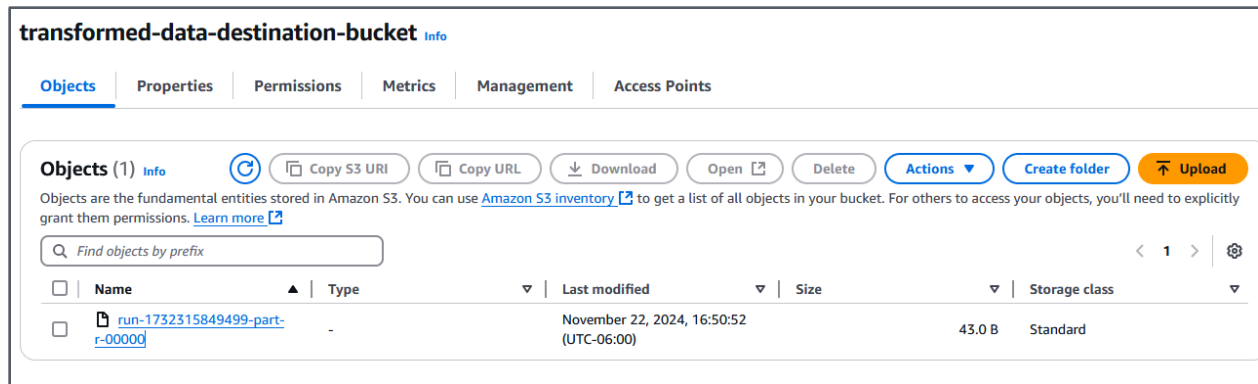 transformed-data-destination-bucket Info
Objects Properties Permissions Metrics Management Access Points
Objects (1) Info Copy S3 URI Copy URL Download Open Delete Actions Create folder Upload
Objects are the fundamental entities stored in Amazon S3. You can use Amazon S3 inventory to get a list of all objects in your bucket. For others to access your objects, you'll need to explicitly
grant them permissions. Learn more
Find objects by prefix 1
Name Type Last modified Size Storage class
run-1732315849499-part- - November 22, 2024, 16:50:52 43.0 B Standard
r-00000 (UTC-06:00)